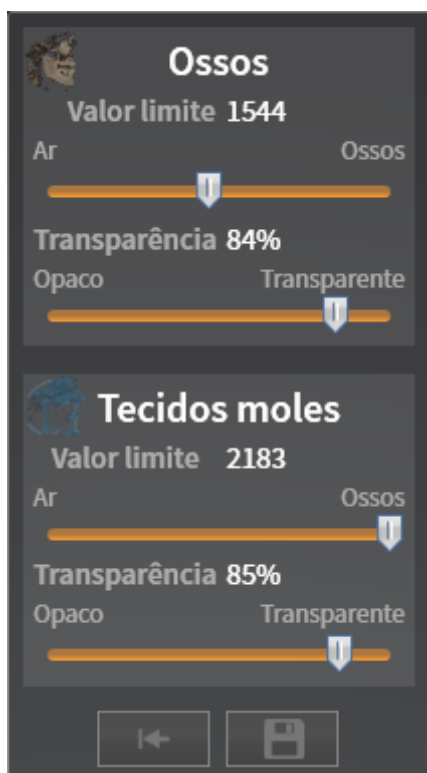 Ossos
Valor limite 1544
Ar Ossos
Transparência 84%
Opaco Transparente
Tecidos moles
Valor limite 2183
Ar Ossos
Transparência 85%
Opaco Transparente